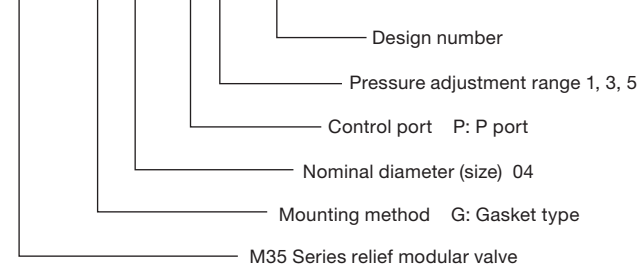 Design number
Pressure adjustment range 1, 3, 5
Control port P: P port
Nominal diameter (size) 04
Mounting method G: Gasket type
M35 Series relief modular valve